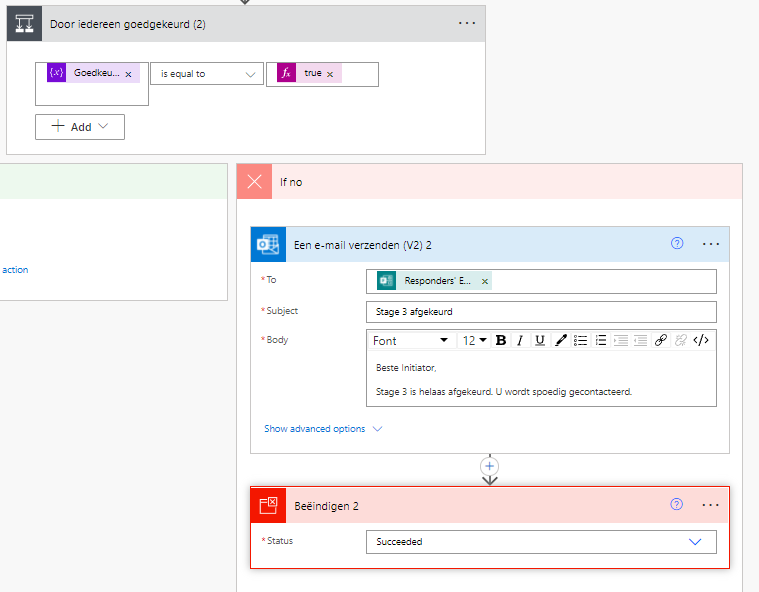 Door iedereen goedgekeurd (2)
{x} Goedkeu... × is equal to fx true ×
+ Add
If no
action
Een e-mail verzenden (V2) 2
*To Responders' E... ×
*Subject Stage 3 afgekeurd
*Body Font 12 B I U </>
Beste Initiator,
Stage 3 is helaas afgekeurd. U wordt spoedig gecontacteerd.
Show advanced options
Beëindigen 2
*Status Succeeded